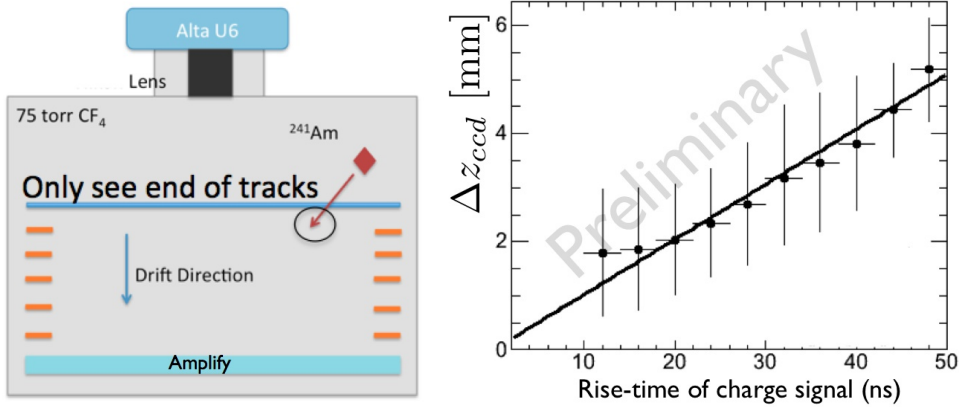 Alta U6
Lens
75 torr CF₄
²⁴¹Am
Only see end of tracks
Drift Direction
Amplify
Δz_ccd [mm]
6
4
2
0
10 20 30 40 50
Rise-time of charge signal (ns)
Preliminary